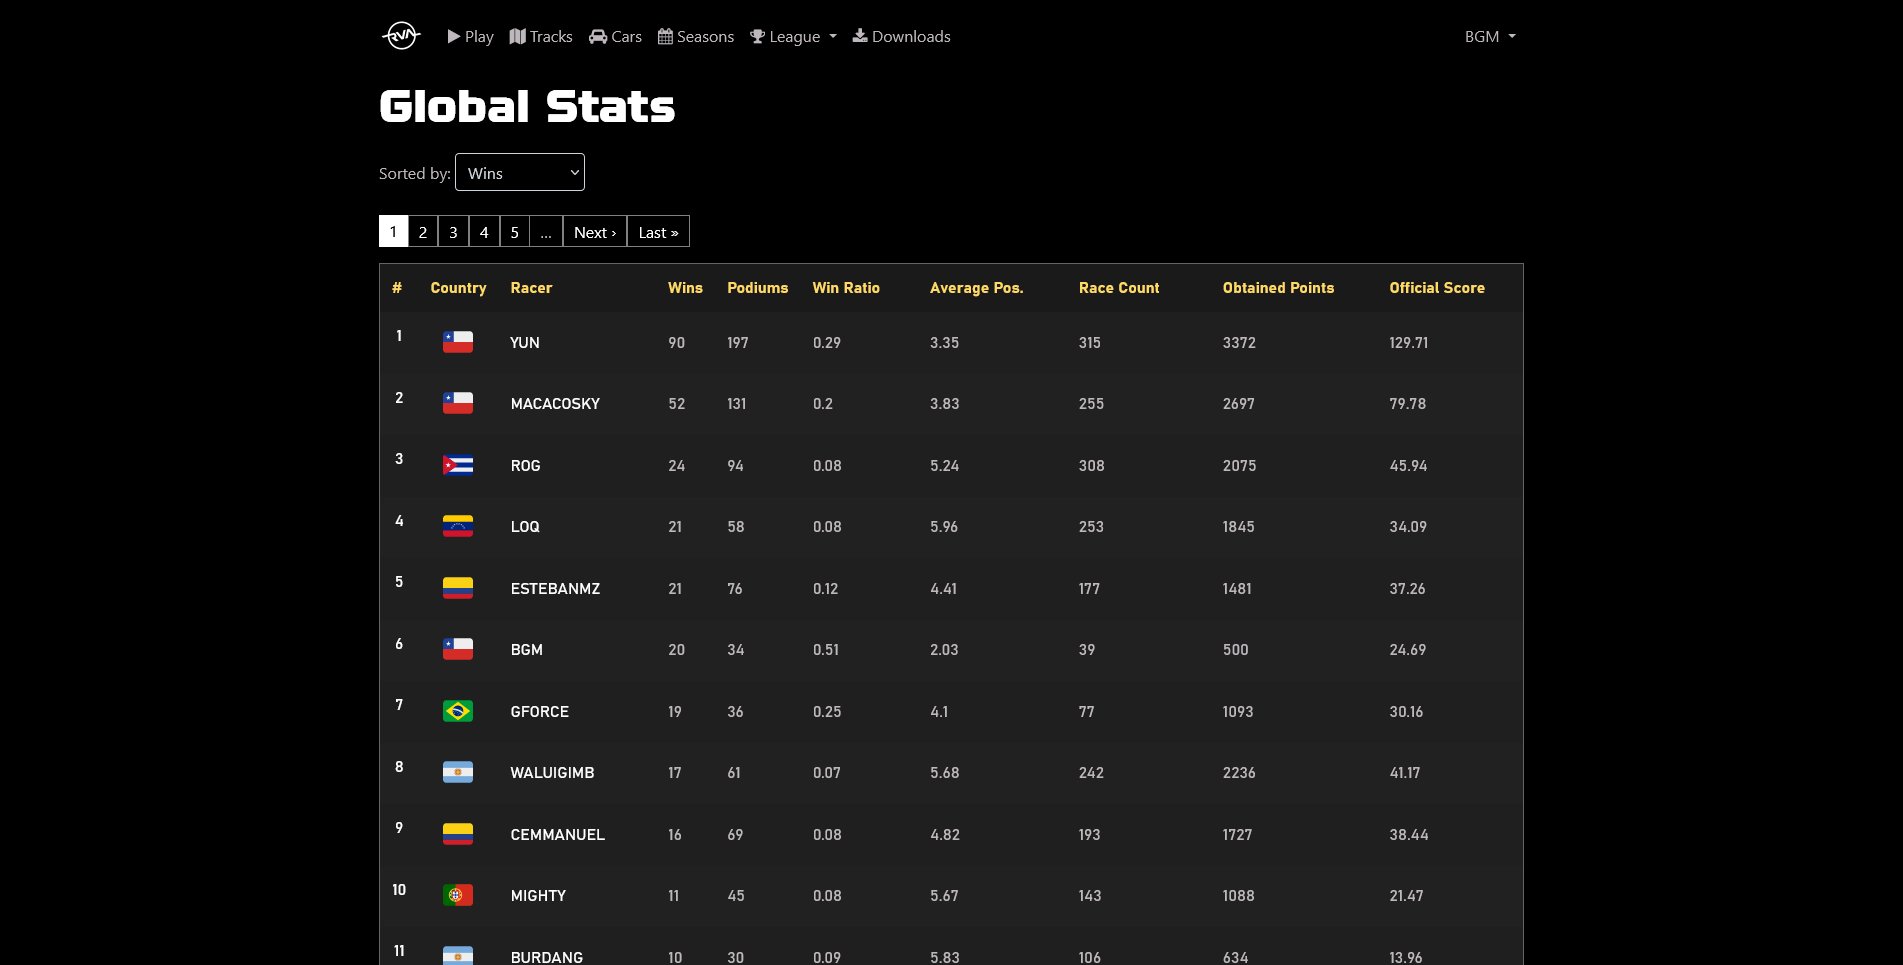 RVA Play Tracks Cars Seasons League Downloads BGM
Global Stats
Sorted by: Wins
1 2 3 4 5 ... Next › Last »
# Country Racer Wins Podiums Win Ratio Average Pos. Race Count Obtained Points Official Score
1 YUN 90 197 0.29 3.35 315 3372 129.71
2 MACACOSKY 52 131 0.2 3.83 255 2697 79.78
3 ROG 24 94 0.08 5.24 308 2075 45.94
4 LOQ 21 58 0.08 5.96 253 1845 34.09
5 ESTEBANMZ 21 76 0.12 4.41 177 1481 37.26
6 BGM 20 34 0.51 2.03 39 500 24.69
7 GFORCE 19 36 0.25 4.1 77 1093 30.16
8 WALUIGIMB 17 61 0.07 5.68 242 2236 41.17
9 CEMMANUEL 16 69 0.08 4.82 193 1727 38.44
10 MIGHTY 11 45 0.08 5.67 143 1088 21.47
11 BURDANG 10 30 0.09 5.83 106 634 13.96